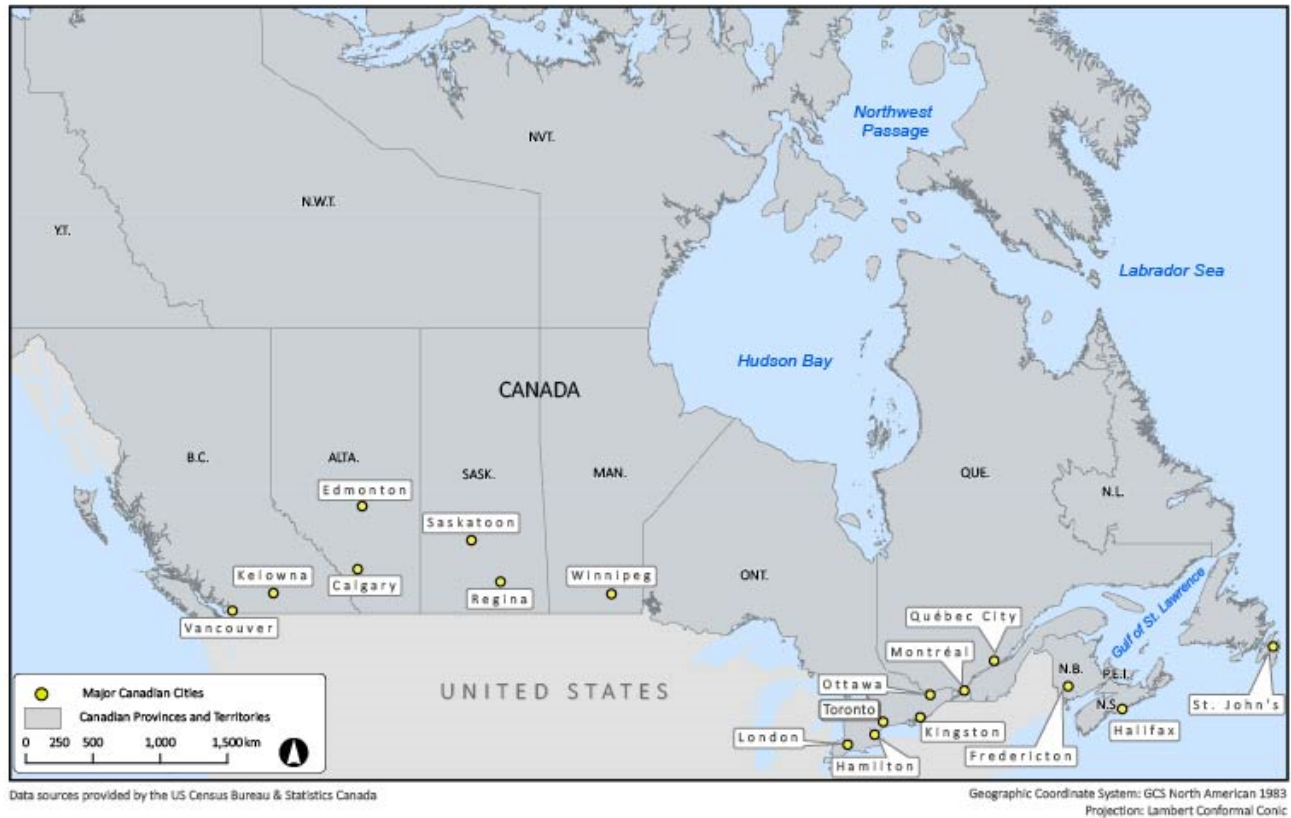 Northwest
Passage
NVT.
N.W.T.
Y.T.
Labrador Sea
Hudson Bay
CANADA
B.C.
ALTA.
SASK.
MAN.
QUE.
N.L.
Edmonton
Saskatoon
Kelowna
Calgary
Regina
Winnipeg
ONT.
Vancouver
Gulf of St. Lawrence
Québec City
Montréal
N.B.
P.E.I.
Ottawa
UNITED STATES
Toronto
N.S.
St. John's
London
Kingston
Halifax
Hamilton
Fredericton
Major Canadian Cities
Canadian Provinces and Territories
0 250 500 1,000 1,500 km
Data sources provided by the US Census Bureau & Statistics Canada
Geographic Coordinate System: GCS North American 1983
Projection: Lambert Conformal Conic